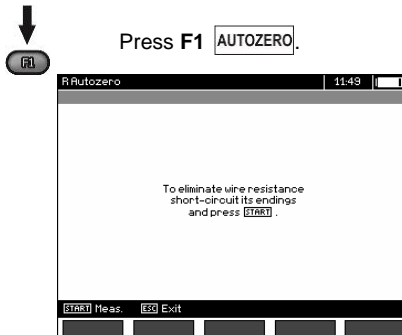 Press F1 AUTOZERO.
F1
R Autozero 11:49
To eliminate wire resistance
short-circuit its endings
and press START .
START Meas. ESC Exit